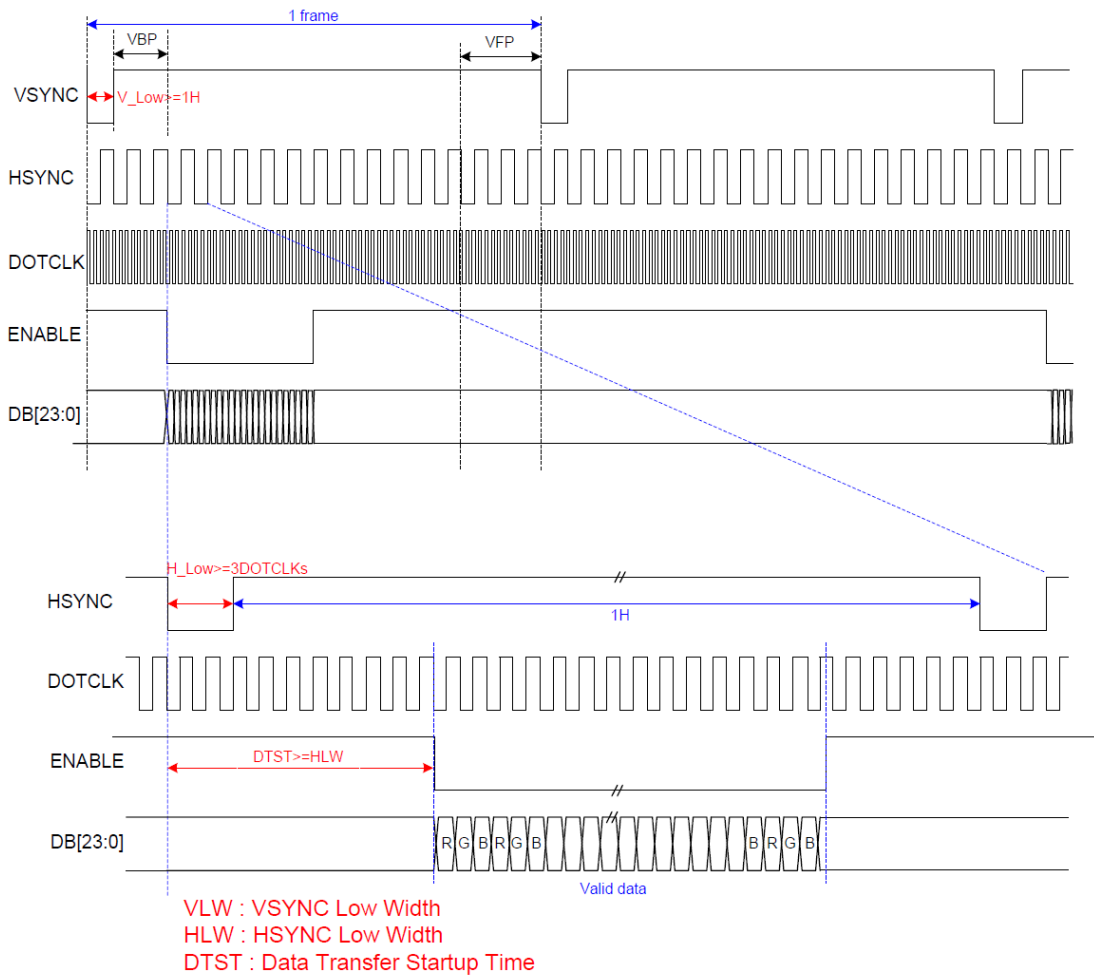 1 frame
VBP
VFP
VSYNC
V_Low>=1H
HSYNC
DOTCLK
ENABLE
DB[23:0]
H_Low>=3DOTCLKs
HSYNC
1H
DOTCLK
ENABLE
DTST>=HLW
DB[23:0]
R G B R G B B R G B
Valid data
VLW : VSYNC Low Width
HLW : HSYNC Low Width
DTST : Data Transfer Startup Time